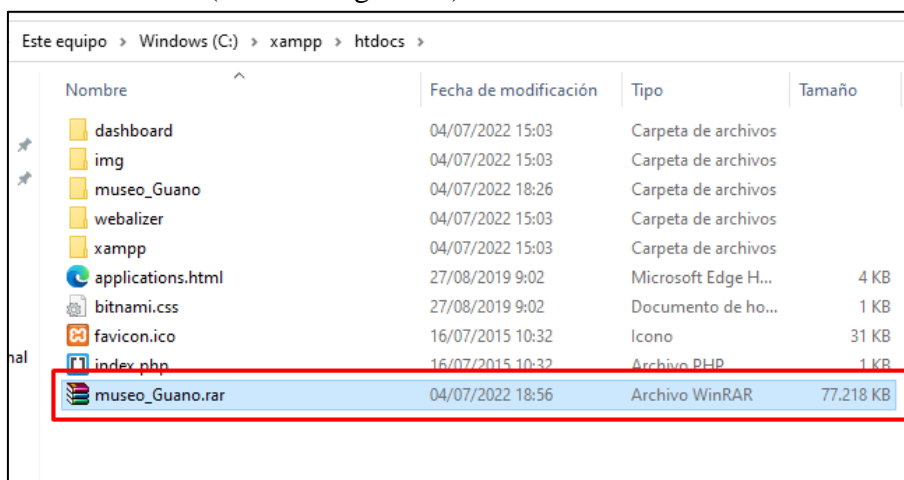 Este equipo > Windows (C:) > xampp > htdocs >
Nombre Fecha de modificación Tipo Tamaño
dashboard 04/07/2022 15:03 Carpeta de archivos
img 04/07/2022 15:03 Carpeta de archivos
museo_Guano 04/07/2022 18:26 Carpeta de archivos
webalizer 04/07/2022 15:03 Carpeta de archivos
xampp 04/07/2022 15:03 Carpeta de archivos
applications.html 27/08/2019 9:02 Microsoft Edge H... 4 KB
bitnami.css 27/08/2019 9:02 Documento de ho... 1 KB
favicon.ico 16/07/2015 10:32 Icono 31 KB
index.php 16/07/2015 10:32 Archivo PHP 1 KB
museo_Guano.rar 04/07/2022 18:56 Archivo WinRAR 77.218 KB